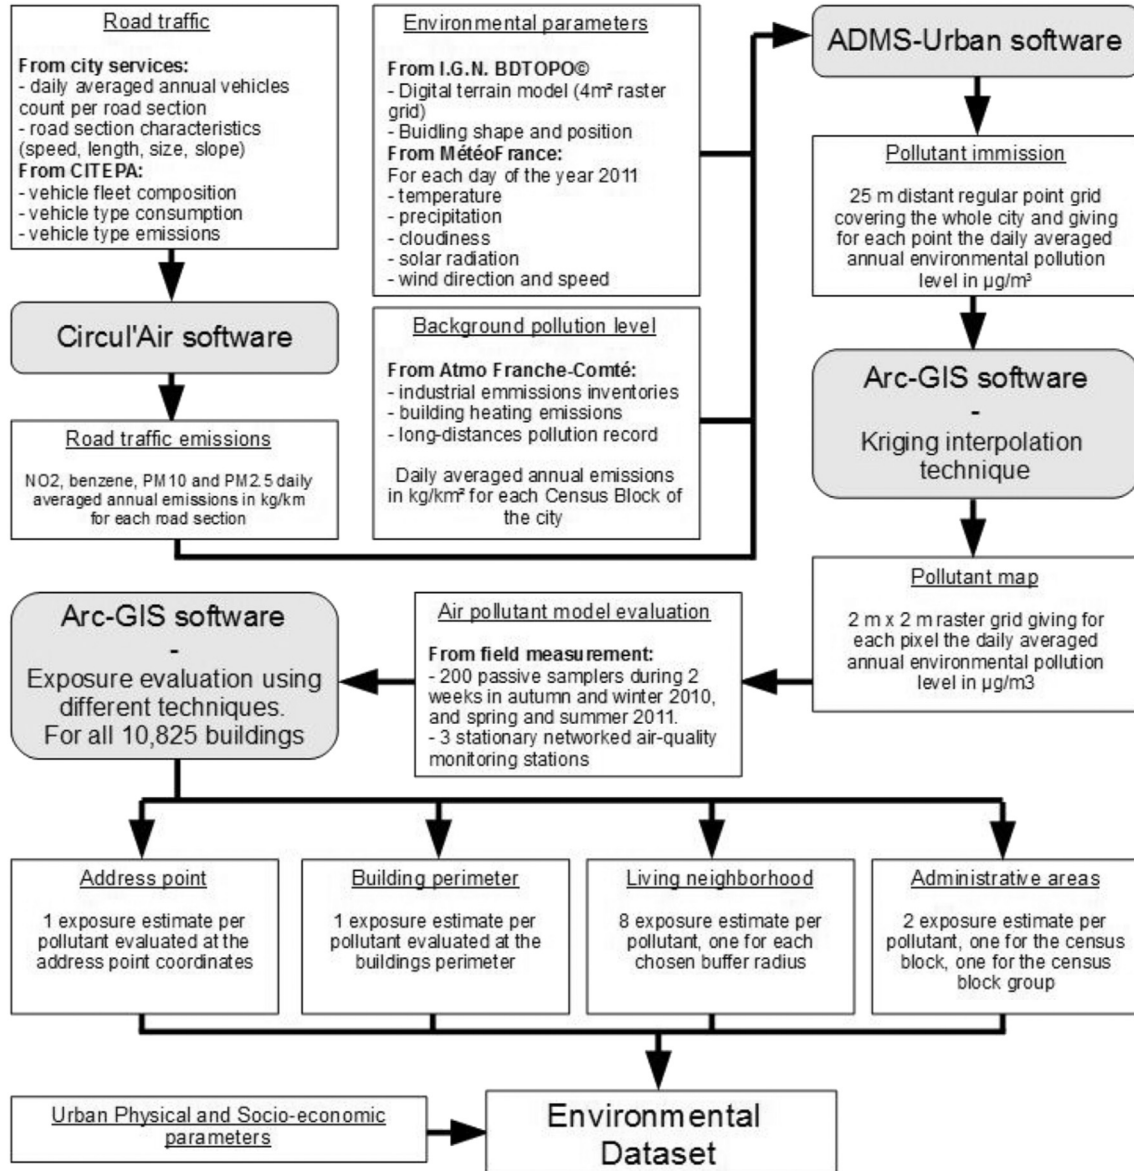 Road traffic
From city services:
- daily averaged annual vehicles
count per road section
- road section characteristics
(speed, length, size, slope)
From CITEPA:
- vehicle fleet composition
- vehicle type consumption
- vehicle type emissions
Circul'Air software
Road traffic emissions
NO2, benzene, PM10 and PM2.5 daily
averaged annual emissions in kg/km
for each road section
Environmental parameters
From I.G.N. BDTOPO©
- Digital terrain model (4m² raster
grid)
- Buidling shape and position
From MétéoFrance:
For each day of the year 2011
- temperature
- precipitation
- cloudiness
- solar radiation
- wind direction and speed
Background pollution level
From Atmo Franche-Comté:
- industrial emmissions inventories
- building heating emissions
- long-distances pollution record
Daily averaged annual emissions
in kg/km² for each Census Block of
the city
ADMS-Urban software
Pollutant immission
25 m distant regular point grid
covering the whole city and giving
for each point the daily averaged
annual environmental pollution
level in µg/m³
Arc-GIS software
-
Kriging interpolation
technique
Pollutant map
2 m x 2 m raster grid giving for
each pixel the daily averaged
annual environmental pollution
level in µg/m3
Air pollutant model evaluation
From field measurement:
- 200 passive samplers during 2
weeks in autumn and winter 2010,
and spring and summer 2011.
- 3 stationary networked air-quality
monitoring stations
Arc-GIS software
-
Exposure evaluation using
different techniques.
For all 10,825 buildings
Address point
1 exposure estimate per
pollutant evaluated at the
address point coordinates
Building perimeter
1 exposure estimate per
pollutant evaluated at the
buildings perimeter
Living neighborhood
8 exposure estimate per
pollutant, one for each
chosen buffer radius
Administrative areas
2 exposure estimate per
pollutant, one for the census
block, one for the census
block group
Urban Physical and Socio-economic
parameters
Environmental
Dataset